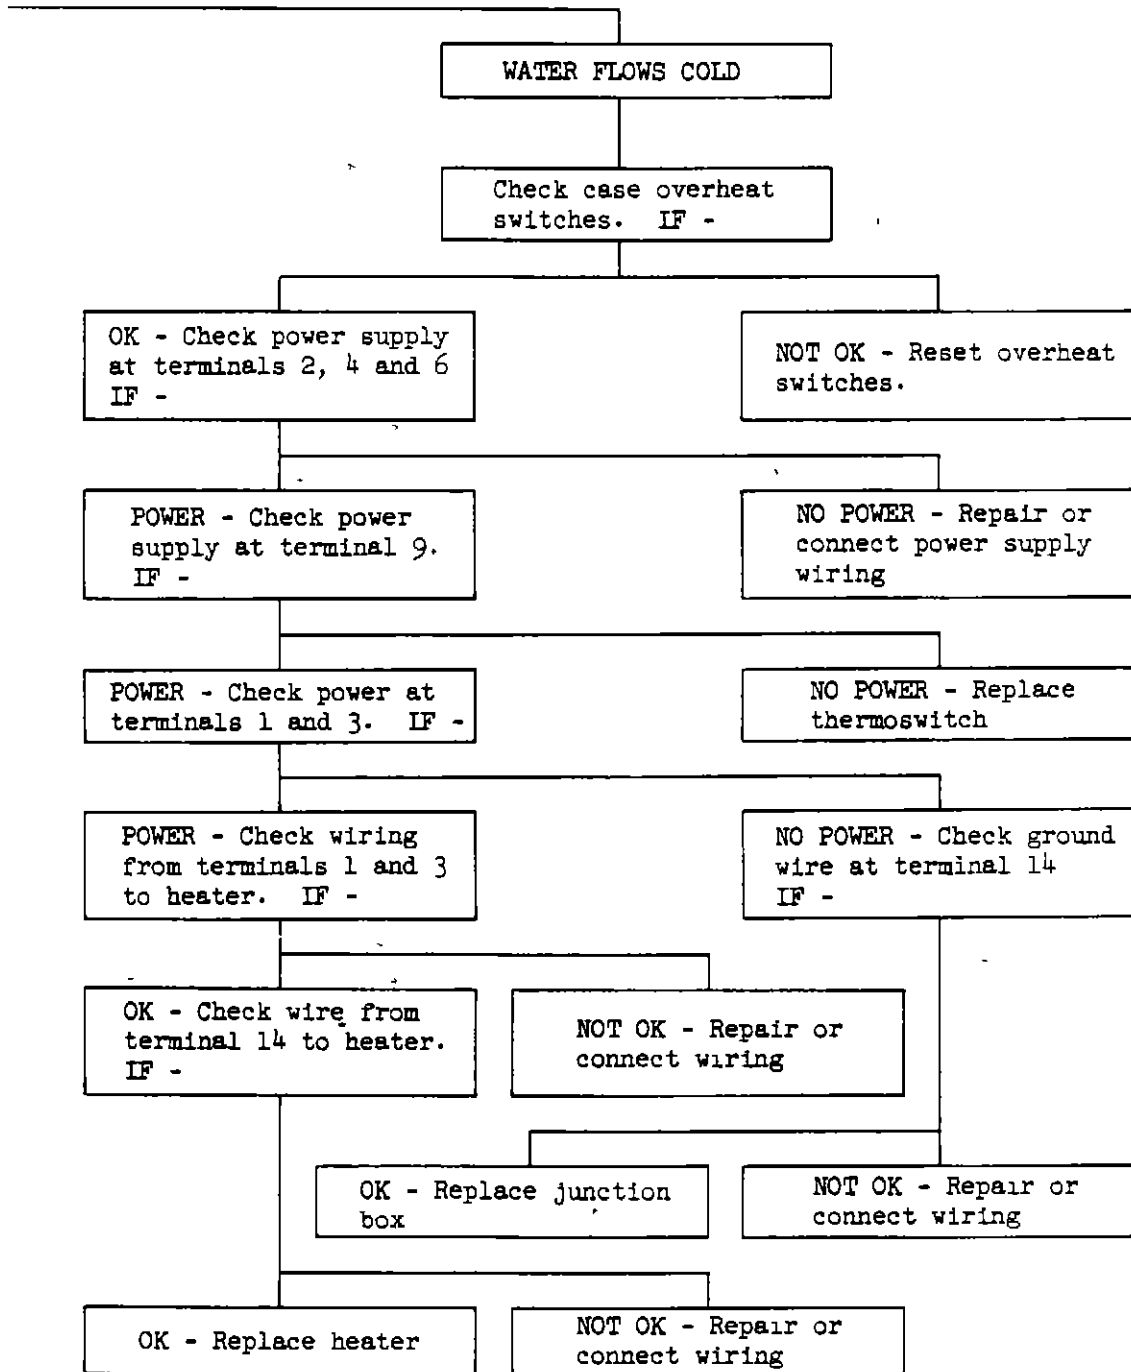 WATER FLOWS COLD
Check case overheat
switches. IF -
OK - Check power supply
at terminals 2, 4 and 6
IF -
NOT OK - Reset overheat
switches.
POWER - Check power
supply at terminal 9.
IF -
NO POWER - Repair or
connect power supply
wiring
POWER - Check power at
terminals 1 and 3. IF -
NO POWER - Replace
thermoswitch
POWER - Check wiring
from terminals 1 and 3
to heater. IF -
NO POWER - Check ground
wire at terminal 14
IF -
OK - Check wire from
terminal 14 to heater.
IF -
NOT OK - Repair or
connect wiring
OK - Replace junction
box
NOT OK - Repair or
connect wiring
OK - Replace heater
NOT OK - Repair or
connect wiring